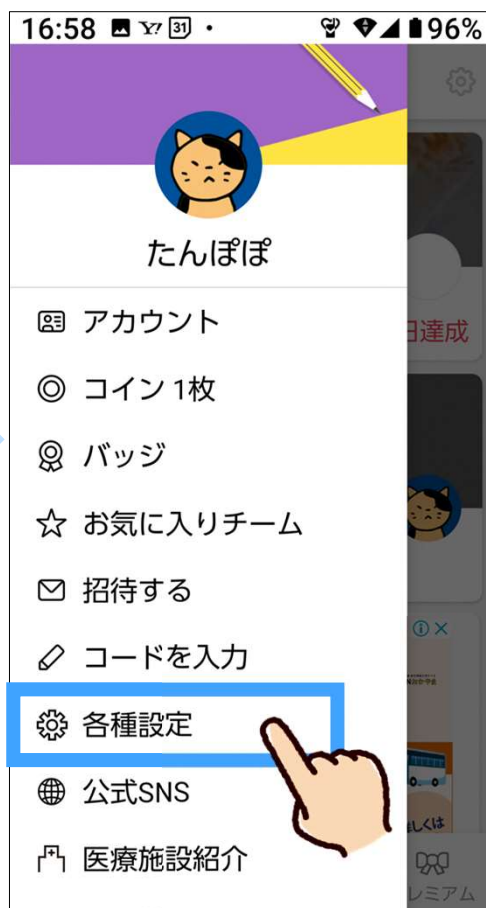 16:58 Y? 31 96%
たんぽぽ
アカウント
日達成
コイン 1枚
バッジ
お気に入りチーム
招待する
コードを入力
各種設定
公式SNS
医療施設紹介
レミアム